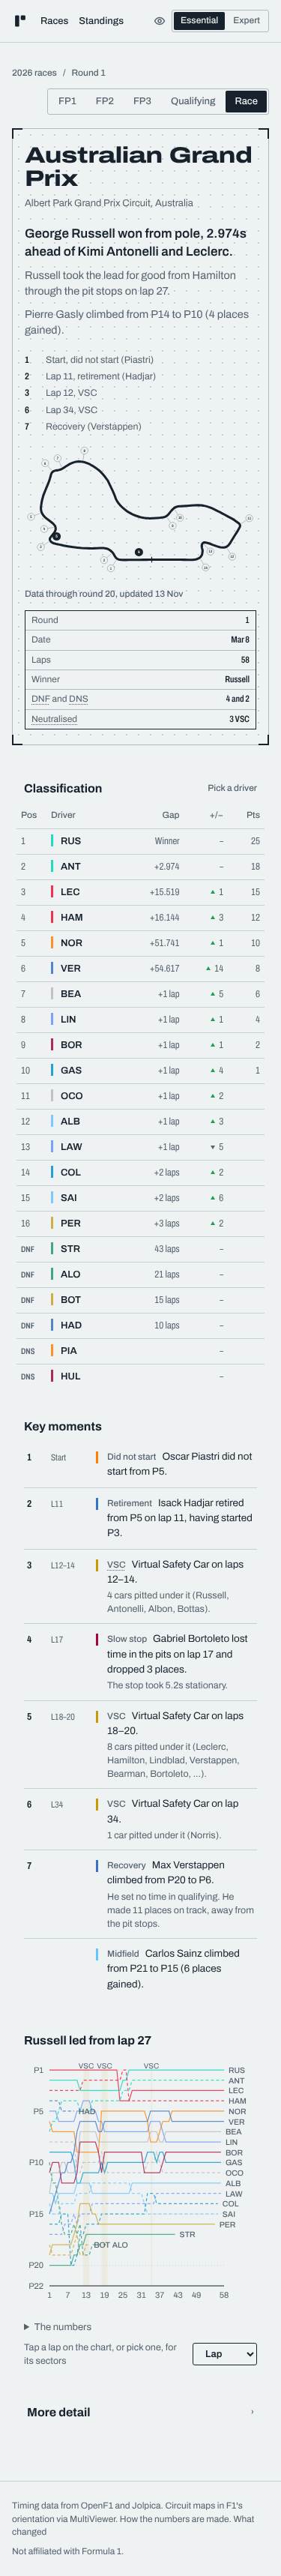 Races Standings Essential Expert
2026 races / Round 1
FP1 FP2 FP3 Qualifying Race
Australian Grand
Prix
Albert Park Grand Prix Circuit, Australia
George Russell won from pole, 2.974s
ahead of Kimi Antonelli and Leclerc.
Russell took the lead for good from Hamilton
through the pit stops on lap 27.
Pierre Gasly climbed from P14 to P10 (4 places
gained).
1 Start, did not start (Piastri)
2 Lap 11, retirement (Hadjar)
3 Lap 12, VSC
6 Lap 34, VSC
7 Recovery (Verstappen)
Data through round 20, updated 13 Nov
Round 1
Date Mar 8
Laps 58
Winner Russell
DNF and DNS 4 and 2
Neutralised 3 VSC
Classification Pick a driver
Pos Driver Gap +/− Pts
1 RUS Winner – 25
2 ANT +2.974 – 18
3 LEC +15.519 ▲ 1 15
4 HAM +16.144 ▲ 3 12
5 NOR +51.741 ▲ 1 10
6 VER +54.617 ▲ 14 8
7 BEA +1 lap ▲ 5 6
8 LIN +1 lap ▲ 1 4
9 BOR +1 lap ▲ 1 2
10 GAS +1 lap ▲ 4 1
11 OCO +1 lap ▲ 2
12 ALB +1 lap ▲ 3
13 LAW +1 lap ▼ 5
14 COL +2 laps ▲ 2
15 SAI +2 laps ▲ 6
16 PER +3 laps ▲ 2
DNF STR 43 laps –
DNF ALO 21 laps –
DNF BOT 15 laps –
DNF HAD 10 laps –
DNS PIA –
DNS HUL –
Key moments
1 Start Did not start Oscar Piastri did not
start from P5.
2 L11 Retirement Isack Hadjar retired
from P5 on lap 11, having started
P3.
3 L12–14 VSC Virtual Safety Car on laps
12–14.
4 cars pitted under it (Russell,
Antonelli, Albon, Bottas).
4 L17 Slow stop Gabriel Bortoleto lost
time in the pits on lap 17 and
dropped 3 places.
The stop took 5.2s stationary.
5 L18–20 VSC Virtual Safety Car on laps
18–20.
8 cars pitted under it (Leclerc,
Hamilton, Lindblad, Verstappen,
Bearman, Bortoleto, ...).
6 L34 VSC Virtual Safety Car on lap
34.
1 car pitted under it (Norris).
7 Recovery Max Verstappen
climbed from P20 to P6.
He set no time in qualifying. He
made 11 places on track, away from
the pit stops.
Midfield Carlos Sainz climbed
from P21 to P15 (6 places
gained).
Russell led from lap 27
VSC VSC VSC
P1 RUS
ANT
LEC
HAM
P5 HAD NOR
VER
BEA
LIN
BOR
P10 GAS
OCO
ALB
LAW
COL
P15 SAI
PER
STR
BOT ALO
P20
P22
1 7 13 19 25 31 37 43 49 58
▶ The numbers
Tap a lap on the chart, or pick one, for
its sectors
Lap
More detail ›
Timing data from OpenF1 and Jolpica. Circuit maps in F1's
orientation via MultiViewer. How the numbers are made. What
changed
Not affiliated with Formula 1.